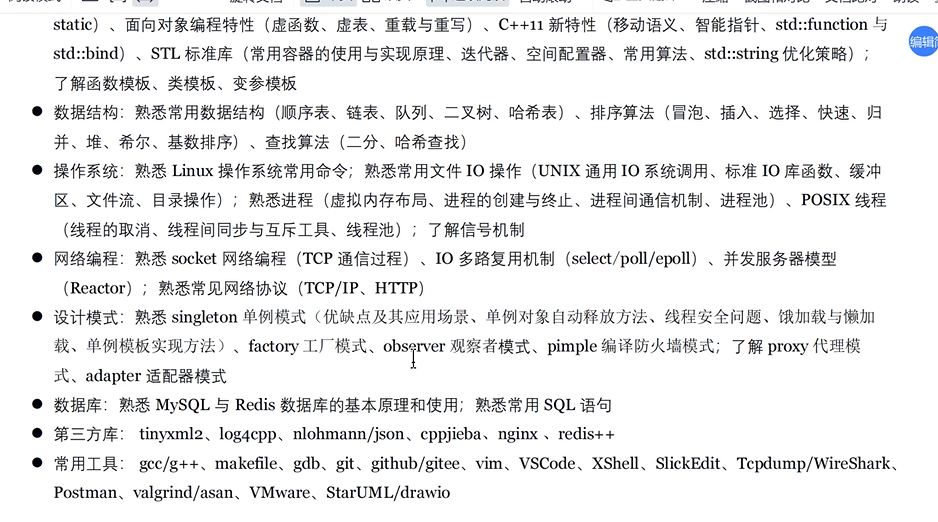 static）、面向对象编程特性（虚函数、虚表、重载与重写）、C++11 新特性（移动语义、智能指针、std::function 与
编辑
std::bind）、STL 标准库（常用容器的使用与实现原理、迭代器、空间配置器、常用算法、std::string 优化策略）；
了解函数模板、类模板、变参模板
● 数据结构：熟悉常用数据结构（顺序表、链表、队列、二叉树、哈希表）、排序算法（冒泡、插入、选择、快速、归
并、堆、希尔、基数排序）、查找算法（二分、哈希查找）
● 操作系统：熟悉 Linux 操作系统常用命令；熟悉常用文件 IO 操作（UNIX 通用 IO 系统调用、标准 IO 库函数、缓冲
区、文件流、目录操作）；熟悉进程（虚拟内存布局、进程的创建与终止、进程间通信机制、进程池）、POSIX 线程
（线程的取消、线程间同步与互斥工具、线程池）；了解信号机制
● 网络编程：熟悉 socket 网络编程（TCP 通信过程）、IO 多路复用机制（select/poll/epoll）、并发服务器模型
（Reactor）；熟悉常见网络协议（TCP/IP、HTTP）
● 设计模式：熟悉 singleton 单例模式（优缺点及其应用场景、单例对象自动释放方法、线程安全问题、饿加载与懒加
载、单例模板实现方法）、factory 工厂模式、observer 观察者模式、pimple 编译防火墙模式；了解 proxy 代理模
式、adapter 适配器模式
● 数据库：熟悉 MySQL 与 Redis 数据库的基本原理和使用；熟悉常用 SQL 语句
● 第三方库： tinyxml2、log4cpp、nlohmann/json、cppjieba、nginx 、redis++
● 常用工具： gcc/g++、makefile、gdb、git、github/gitee、vim、VSCode、XShell、SlickEdit、Tcpdump/WireShark、
Postman、valgrind/asan、VMware、StarUML/drawio